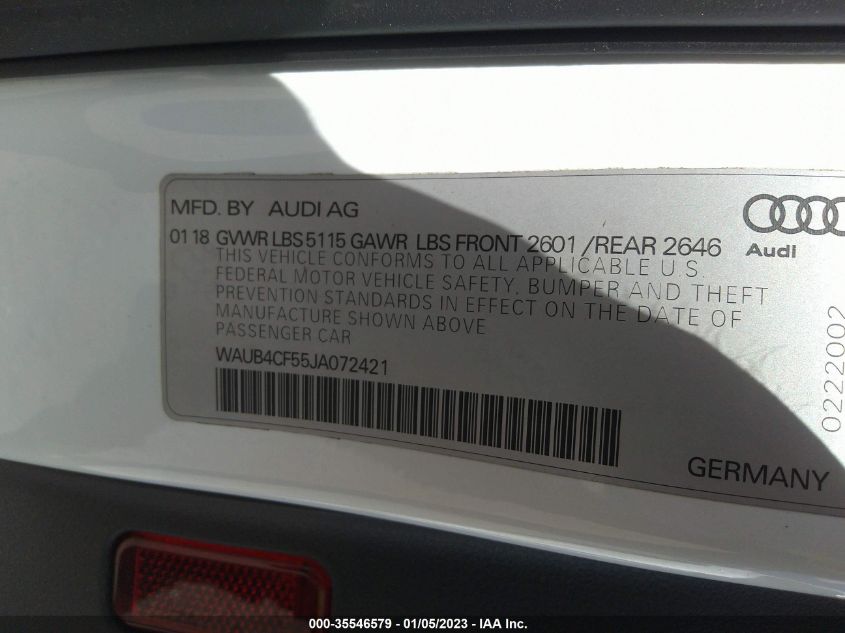 MFD. BY AUDI AG
01 18 GVWR LBS 5115 GAWR LBS FRONT 2601 / REAR 2646
THIS VEHICLE CONFORMS TO ALL APPLICABLE U.S.
FEDERAL MOTOR VEHICLE SAFETY, BUMPER AND THEFT
PREVENTION STANDARDS IN EFFECT ON THE DATE OF
MANUFACTURE SHOWN ABOVE
PASSENGER CAR
WAUB4CF55JA072421
Audi
02222002
GERMANY
000-35546579 - 01/05/2023 - IAA Inc.